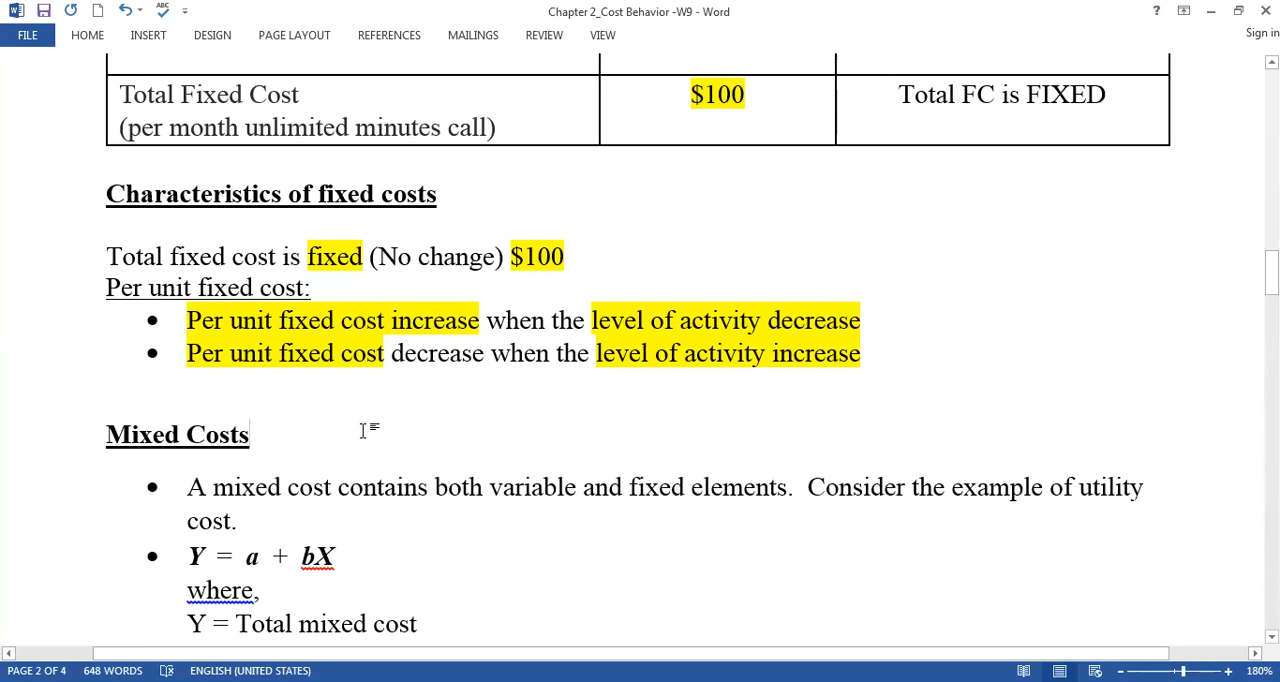 Chapter 2_Cost Behavior -W9 - Word
?
FILE HOME INSERT DESIGN PAGE LAYOUT REFERENCES MAILINGS REVIEW VIEW Sign in
Total Fixed Cost $100 Total FC is FIXED
(per month unlimited minutes call)
Characteristics of fixed costs
Total fixed cost is fixed (No change) $100
Per unit fixed cost:
• Per unit fixed cost increase when the level of activity decrease
• Per unit fixed cost decrease when the level of activity increase
Mixed Costs
• A mixed cost contains both variable and fixed elements. Consider the example of utility
cost.
• Y = a + bX
where,
Y = Total mixed cost
PAGE 2 OF 4 648 WORDS ENGLISH (UNITED STATES) 180%